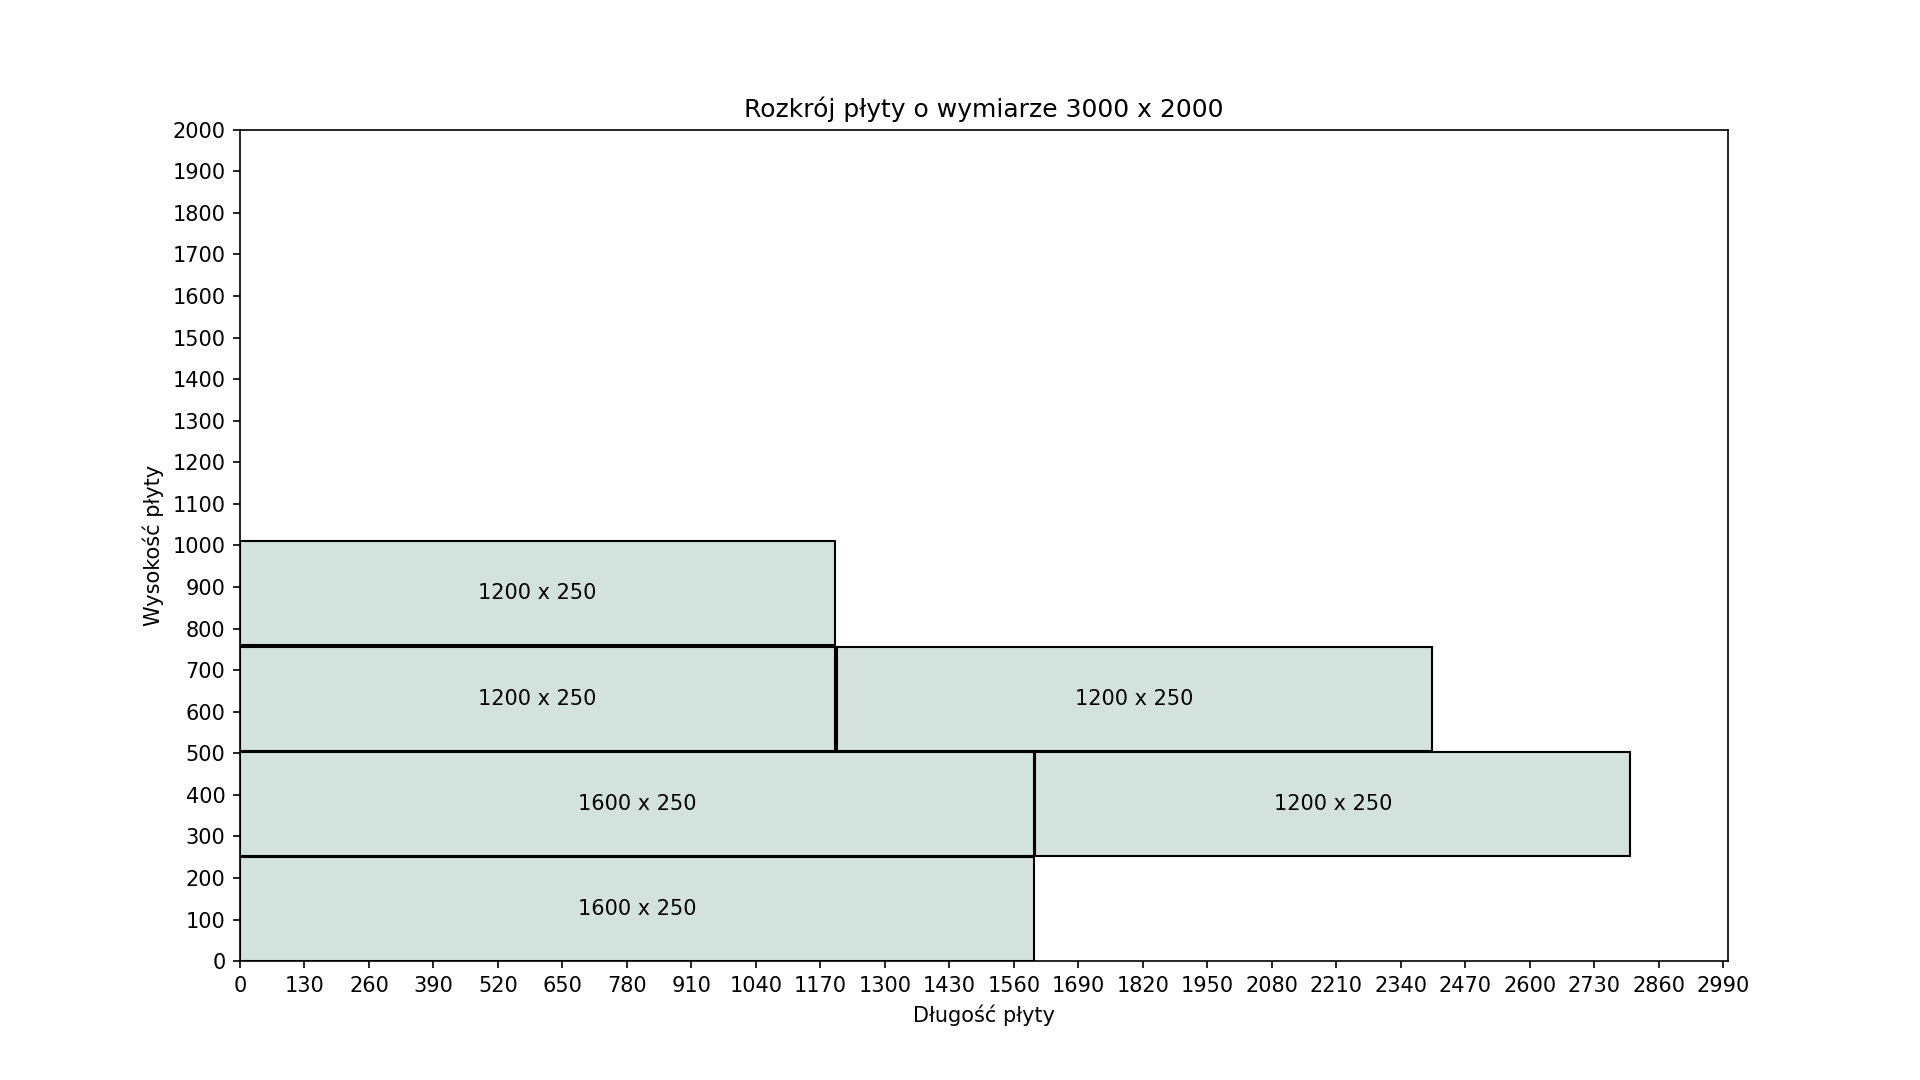 Rozkrój płyty o wymiarze 3000 x 2000
Wysokość płyty
2000
1900
1800
1700
1600
1500
1400
1300
1200
1100
1000
900
800
700
600
500
400
300
200
100
0
1200 x 250
1200 x 250 1200 x 250
1600 x 250 1200 x 250
1600 x 250
0 130 260 390 520 650 780 910 1040 1170 1300 1430 1560 1690 1820 1950 2080 2210 2340 2470 2600 2730 2860 2990
Długość płyty